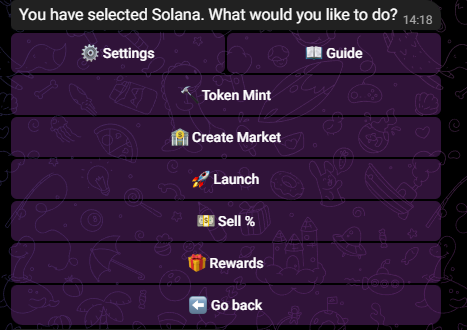 You have selected Solana. What would you like to do? 14:18
⚙️ Settings
📖 Guide
⛏ Token Mint
🏦 Create Market
🚀 Launch
💵 Sell %
🎁 Rewards
⬅️ Go back